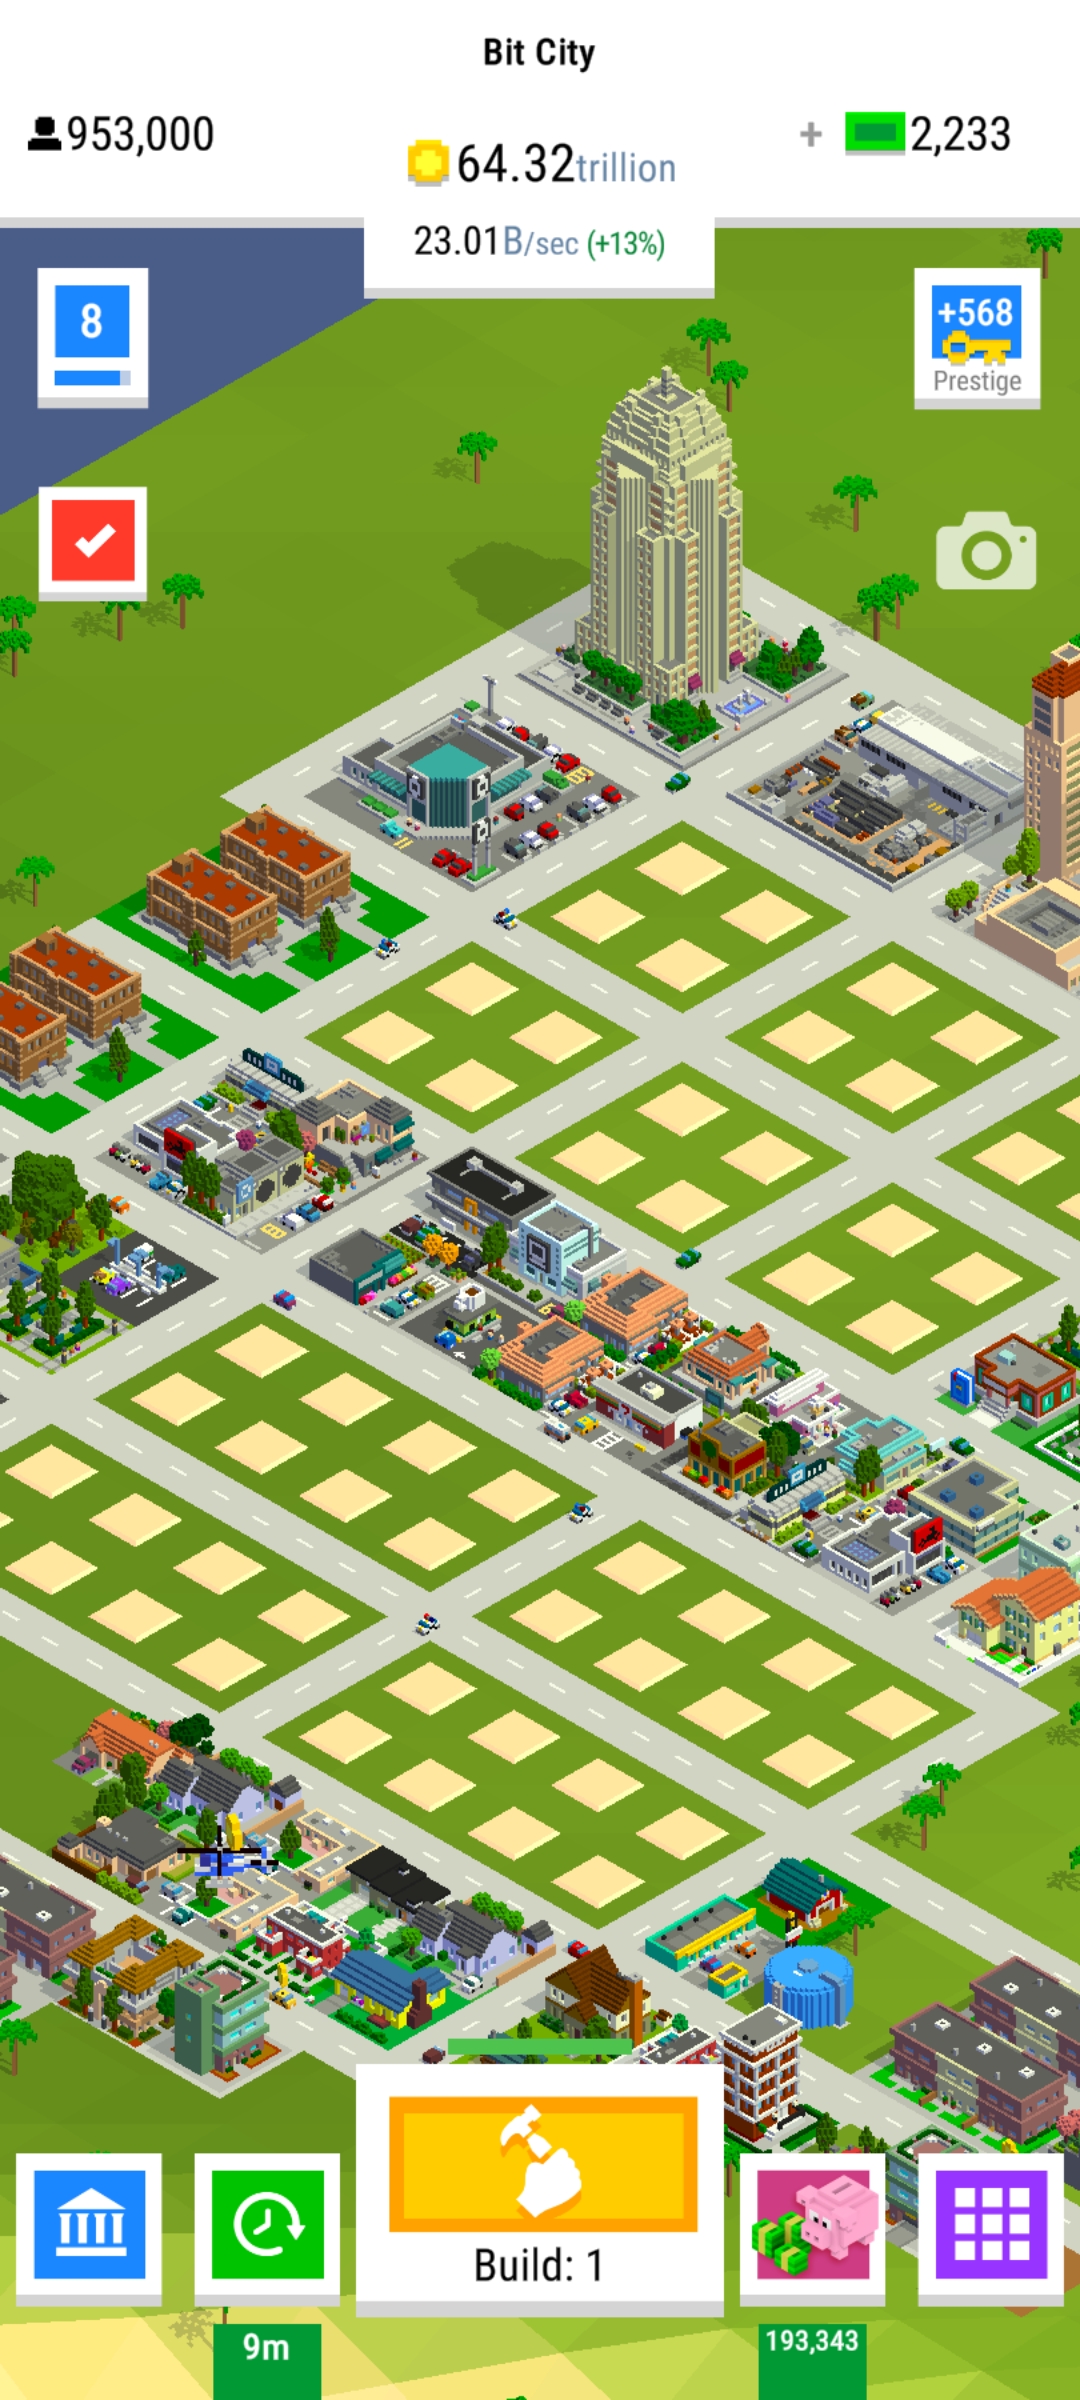 Bit City
953,000
64.32trillion
+ 2,233
23.01B/sec (+13%)
8
+568
Prestige
Build: 1
9m
193,343